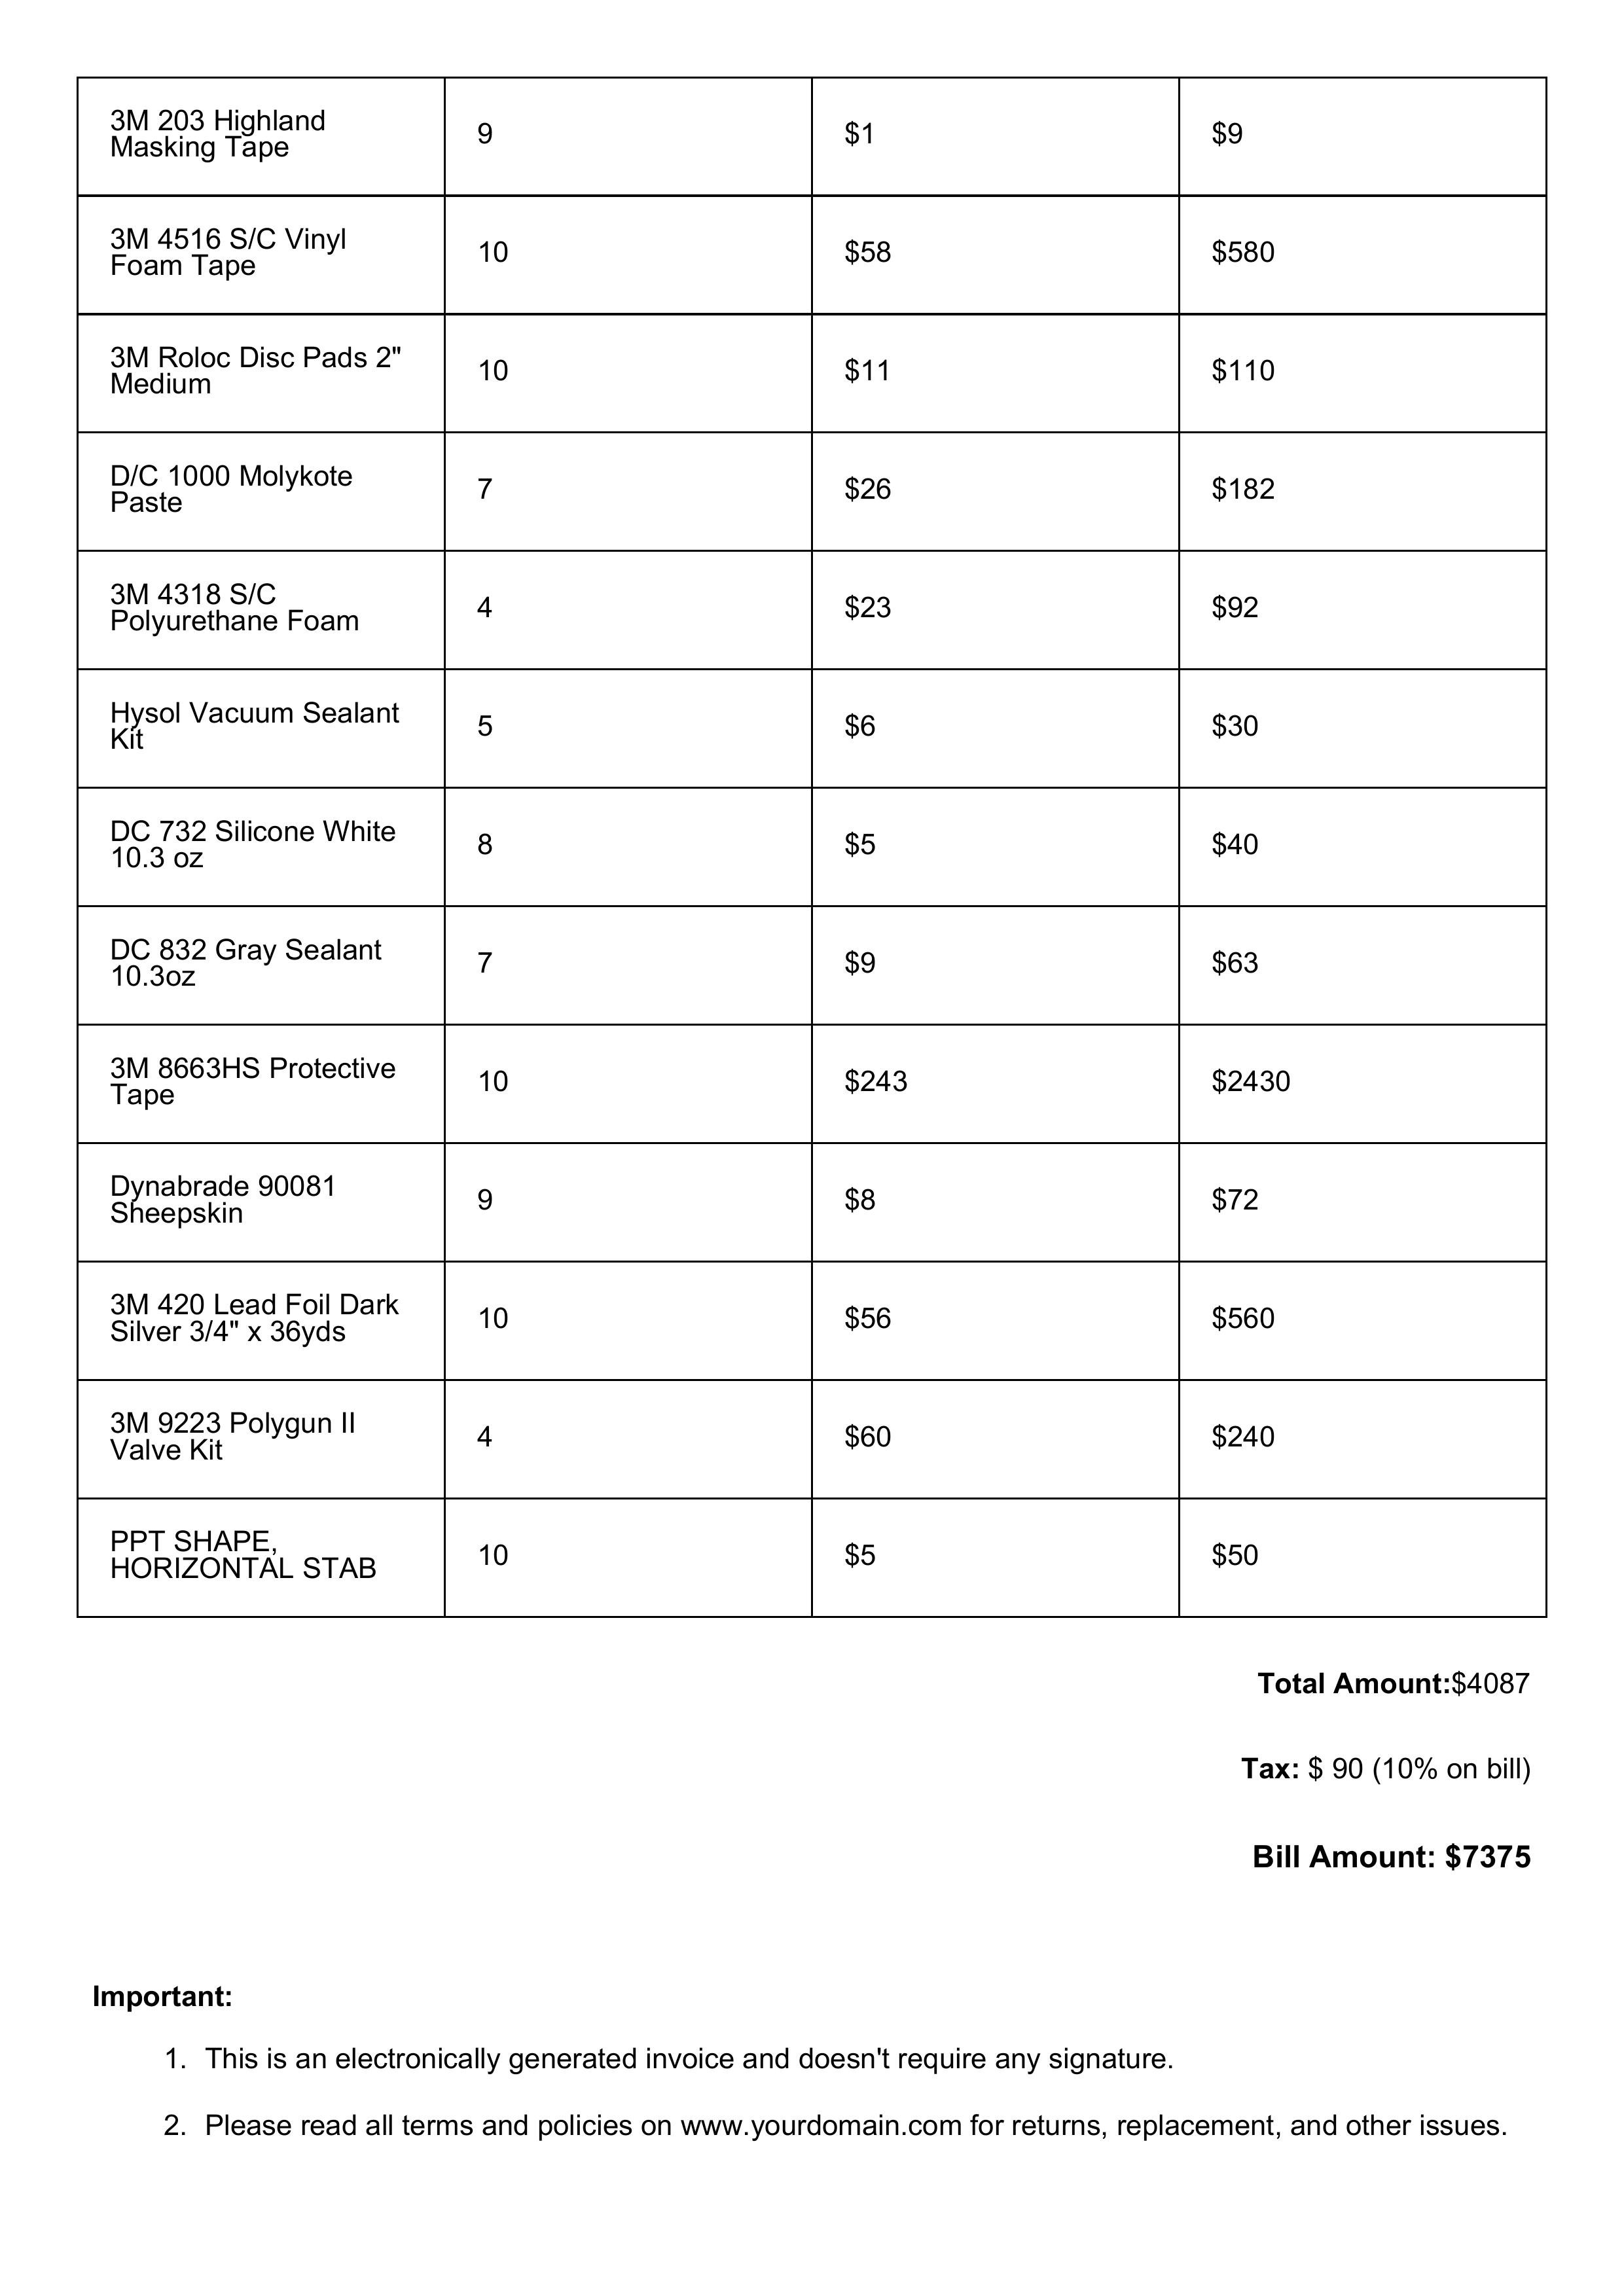 3M 203 Highland
Masking Tape
9
$1
$9
3M 4516 S/C Vinyl
Foam Tape
10
$58
$580
3M Roloc Disc Pads 2"
Medium
10
$11
$110
D/C 1000 Molykote
Paste
7
$26
$182
3M 4318 S/C
Polyurethane Foam
4
$23
$92
Hysol Vacuum Sealant
Kit
5
$6
$30
DC 732 Silicone White
10.3 oz
8
$5
$40
DC 832 Gray Sealant
10.3oz
7
$9
$63
3M 8663HS Protective
Tape
10
$243
$2430
Dynabrade 90081
Sheepskin
9
$8
$72
3M 420 Lead Foil Dark
Silver 3/4" x 36yds
10
$56
$560
3M 9223 Polygun II
Valve Kit
4
$60
$240
PPT SHAPE,
HORIZONTAL STAB
10
$5
$50
Total Amount:$4087
Tax: $ 90 (10% on bill)
Bill Amount: $7375
Important:
1. This is an electronically generated invoice and doesn't require any signature.
2. Please read all terms and policies on www.yourdomain.com for returns, replacement, and other issues.